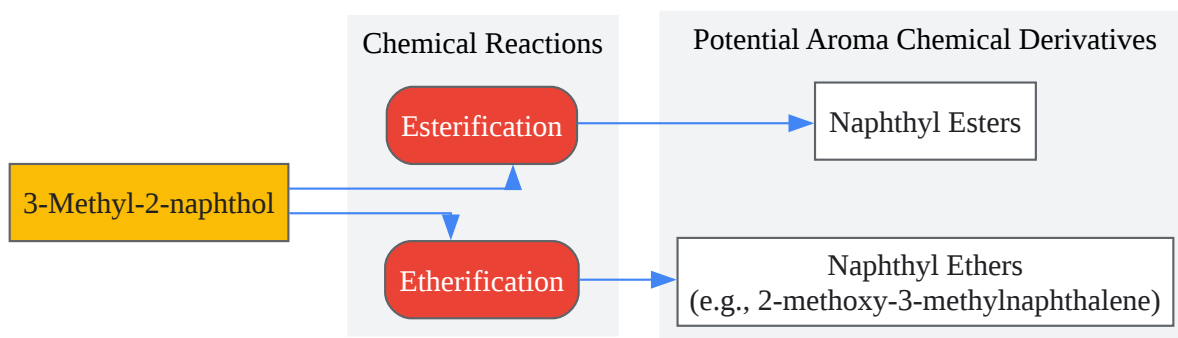 Chemical Reactions
Potential Aroma Chemical Derivatives
Esterification
Naphthyl Esters
3-Methyl-2-naphthol
Etherification
Naphthyl Ethers
(e.g., 2-methoxy-3-methylnaphthalene)